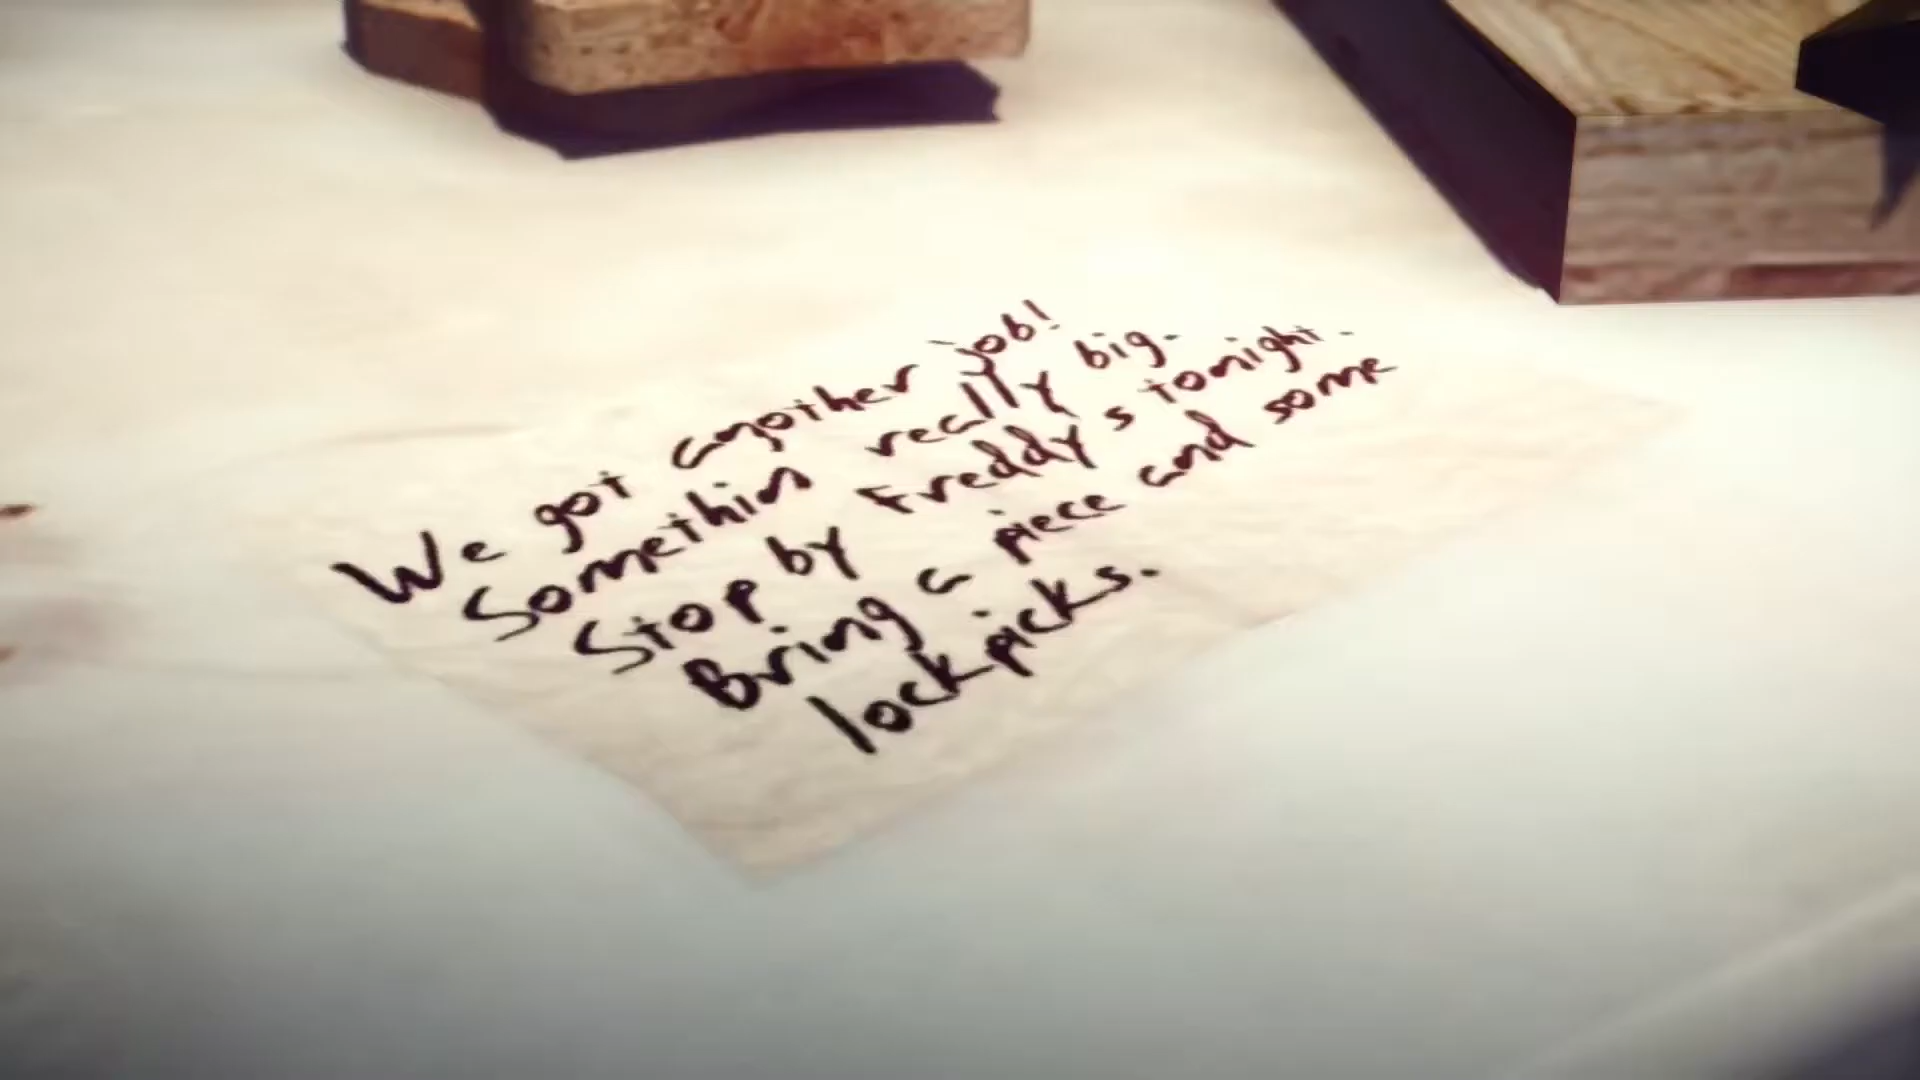 We got another job!
Somethin really big.
Stop by Freddy s tonight.
Bring a piece and some
lockpicks.